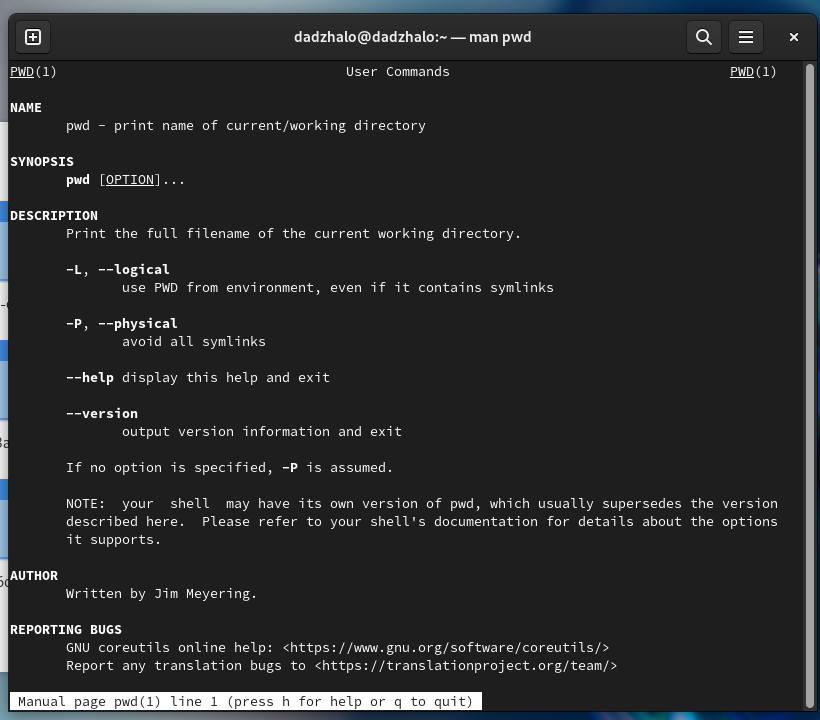 dadzhalo@dadzhalo:~ — man pwd
PWD(1) User Commands PWD(1)
NAME
pwd - print name of current/working directory
SYNOPSIS
pwd [OPTION]...
DESCRIPTION
Print the full filename of the current working directory.
-L, --logical
use PWD from environment, even if it contains symlinks
-P, --physical
avoid all symlinks
--help display this help and exit
--version
output version information and exit
If no option is specified, -P is assumed.
NOTE: your shell may have its own version of pwd, which usually supersedes the version
described here. Please refer to your shell's documentation for details about the options
it supports.
AUTHOR
Written by Jim Meyering.
REPORTING BUGS
GNU coreutils online help: <https://www.gnu.org/software/coreutils/>
Report any translation bugs to <https://translationproject.org/team/>
Manual page pwd(1) line 1 (press h for help or q to quit)